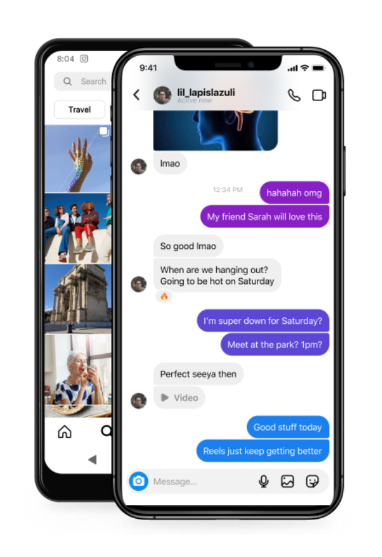 8:04
Search
Travel
9:41
lil_lapislazuli
Active now
lmao
12:34 PM
hahahah omg
My friend Sarah will love this
So good lmao
When are we hanging out?
Going to be hot on Saturday
I'm super down for Saturday?
Meet at the park? 1pm?
Perfect seeya then
Video
Good stuff today
Reels just keep getting better
Message...